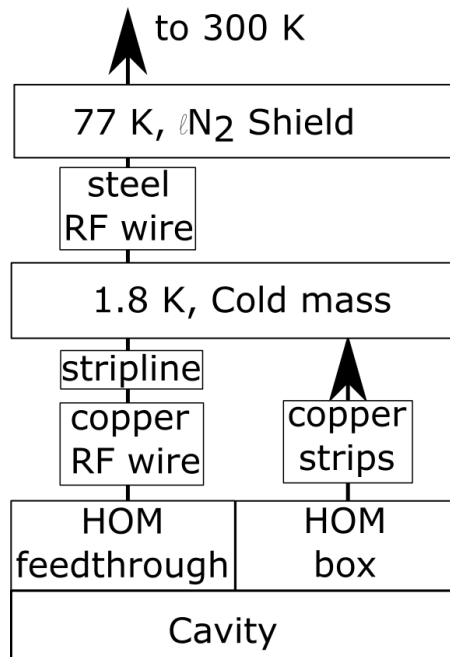 to 300 K
77 K, ℓN2 Shield
steel
RF wire
1.8 K, Cold mass
stripline
copper
RF wire
copper
strips
HOM
feedthrough
HOM
box
Cavity